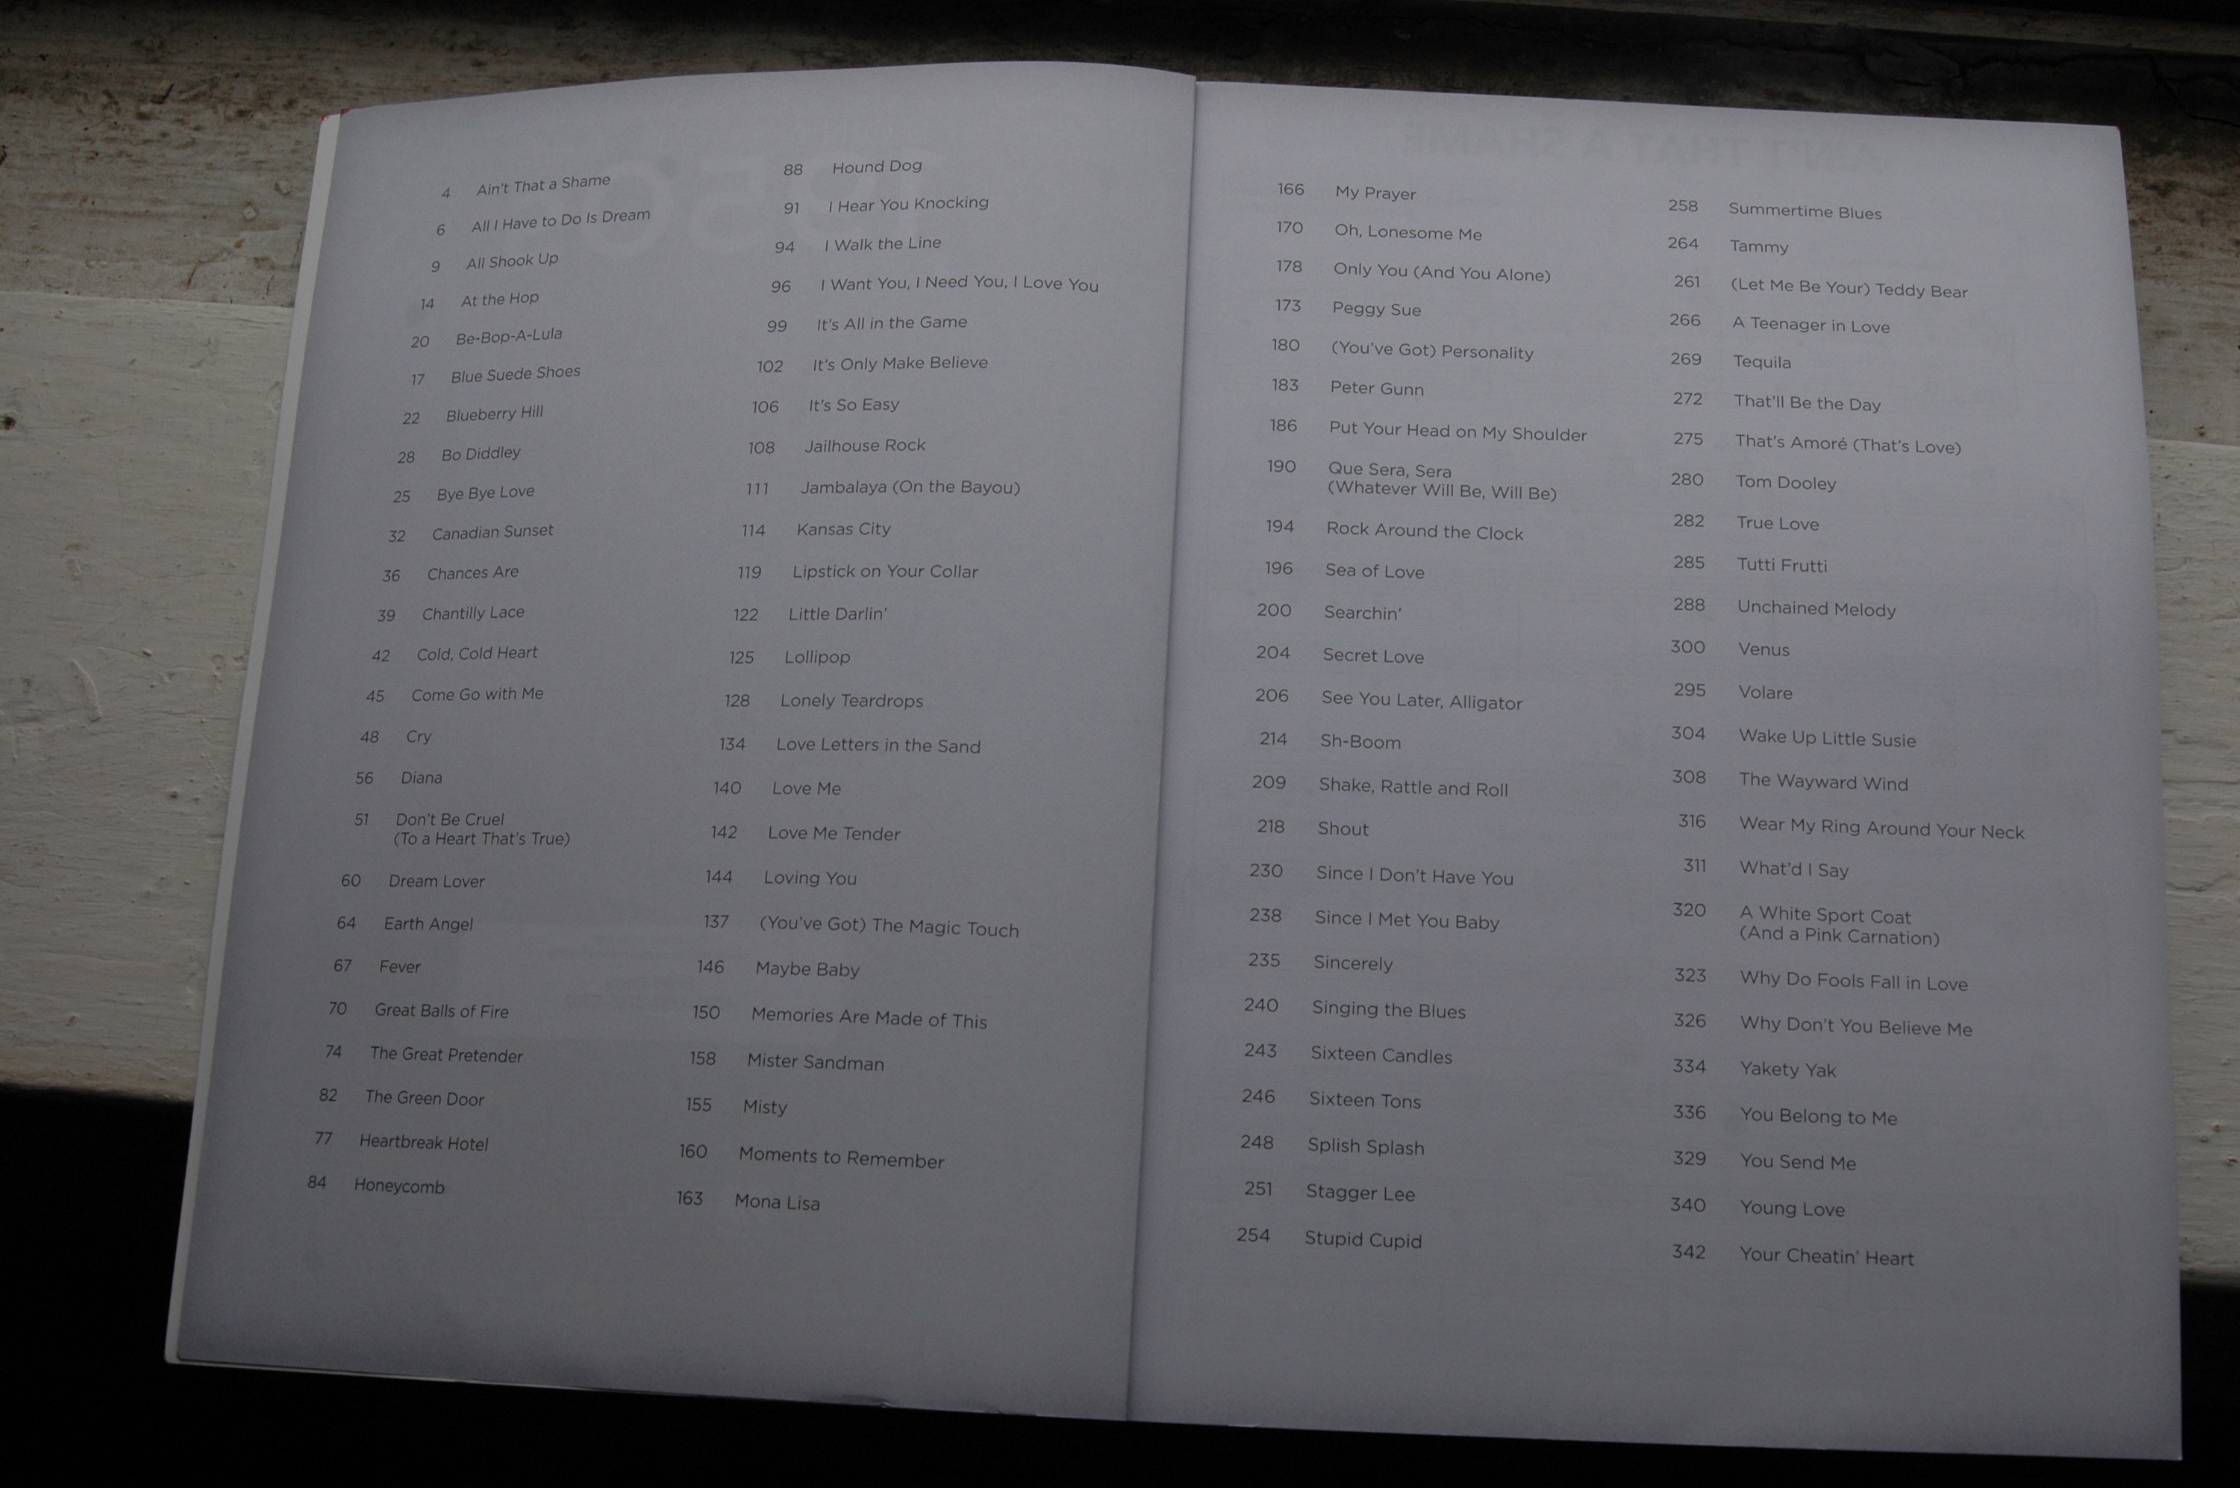 4 Ain't That a Shame
6 All I Have to Do Is Dream
9 All Shook Up
14 At the Hop
20 Be-Bop-A-Lula
17 Blue Suede Shoes
22 Blueberry Hill
28 Bo Diddley
25 Bye Bye Love
32 Canadian Sunset
36 Chances Are
39 Chantilly Lace
42 Cold, Cold Heart
45 Come Go with Me
48 Cry
56 Diana
51 Don't Be Cruel
(To a Heart That's True)
60 Dream Lover
64 Earth Angel
67 Fever
70 Great Balls of Fire
74 The Great Pretender
82 The Green Door
77 Heartbreak Hotel
84 Honeycomb
88 Hound Dog
91 I Hear You Knocking
94 I Walk the Line
96 I Want You, I Need You, I Love You
99 It's All in the Game
102 It's Only Make Believe
106 It's So Easy
108 Jailhouse Rock
111 Jambalaya (On the Bayou)
114 Kansas City
119 Lipstick on Your Collar
122 Little Darlin'
125 Lollipop
128 Lonely Teardrops
134 Love Letters in the Sand
140 Love Me
142 Love Me Tender
144 Loving You
137 (You've Got) The Magic Touch
146 Maybe Baby
150 Memories Are Made of This
158 Mister Sandman
155 Misty
160 Moments to Remember
163 Mona Lisa
166 My Prayer
170 Oh, Lonesome Me
178 Only You (And You Alone)
173 Peggy Sue
180 (You've Got) Personality
183 Peter Gunn
186 Put Your Head on My Shoulder
190 Que Sera, Sera
(Whatever Will Be, Will Be)
194 Rock Around the Clock
196 Sea of Love
200 Searchin'
204 Secret Love
206 See You Later, Alligator
214 Sh-Boom
209 Shake, Rattle and Roll
218 Shout
230 Since I Don't Have You
238 Since I Met You Baby
235 Sincerely
240 Singing the Blues
243 Sixteen Candles
246 Sixteen Tons
248 Splish Splash
251 Stagger Lee
254 Stupid Cupid
258 Summertime Blues
264 Tammy
261 (Let Me Be Your) Teddy Bear
266 A Teenager in Love
269 Tequila
272 That'll Be the Day
275 That's Amoré (That's Love)
280 Tom Dooley
282 True Love
285 Tutti Frutti
288 Unchained Melody
300 Venus
295 Volare
304 Wake Up Little Susie
308 The Wayward Wind
316 Wear My Ring Around Your Neck
311 What'd I Say
320 A White Sport Coat
(And a Pink Carnation)
323 Why Do Fools Fall in Love
326 Why Don't You Believe Me
334 Yakety Yak
336 You Belong to Me
329 You Send Me
340 Young Love
342 Your Cheatin' Heart